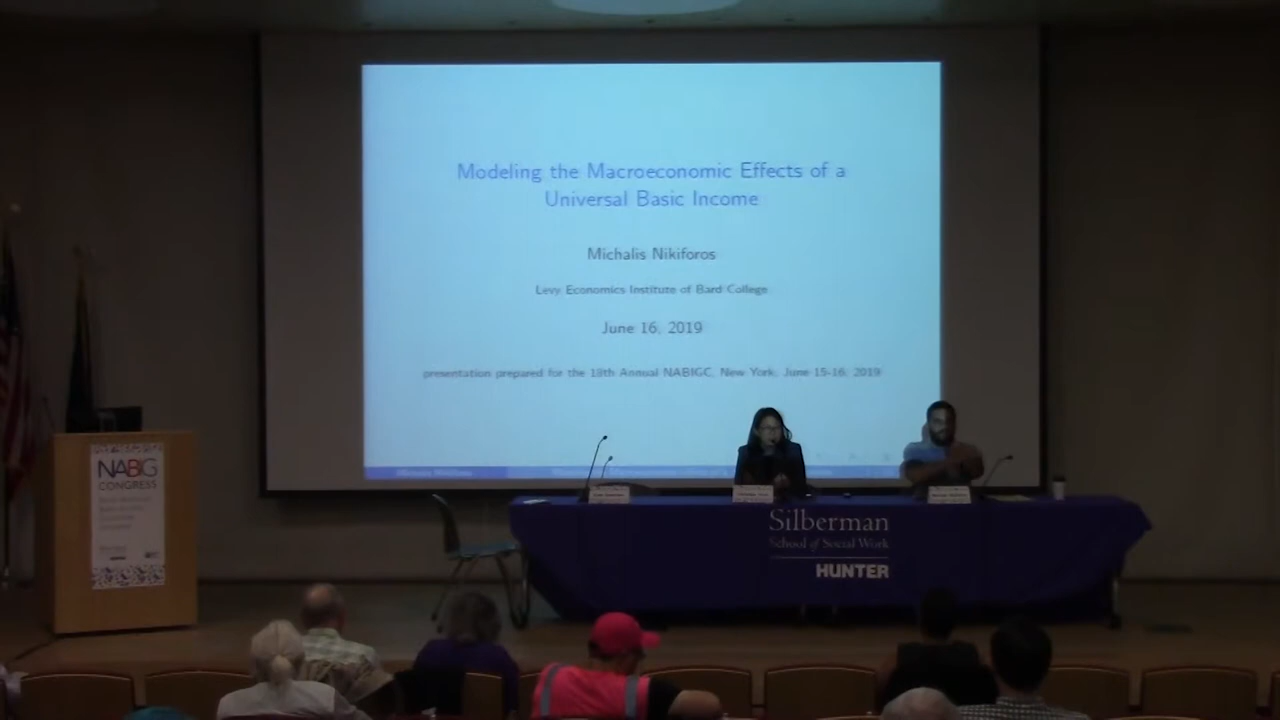 Modeling the Macroeconomic Effects of a
Universal Basic Income
Michalis Nikiforos
Levy Economics Institute of Bard College
June 16, 2019
presentation prepared for the 18th Annual NABIGC, New York, June 15-16, 2019
NABIG
CONGRESS
Silberman
School of Social Work
HUNTER